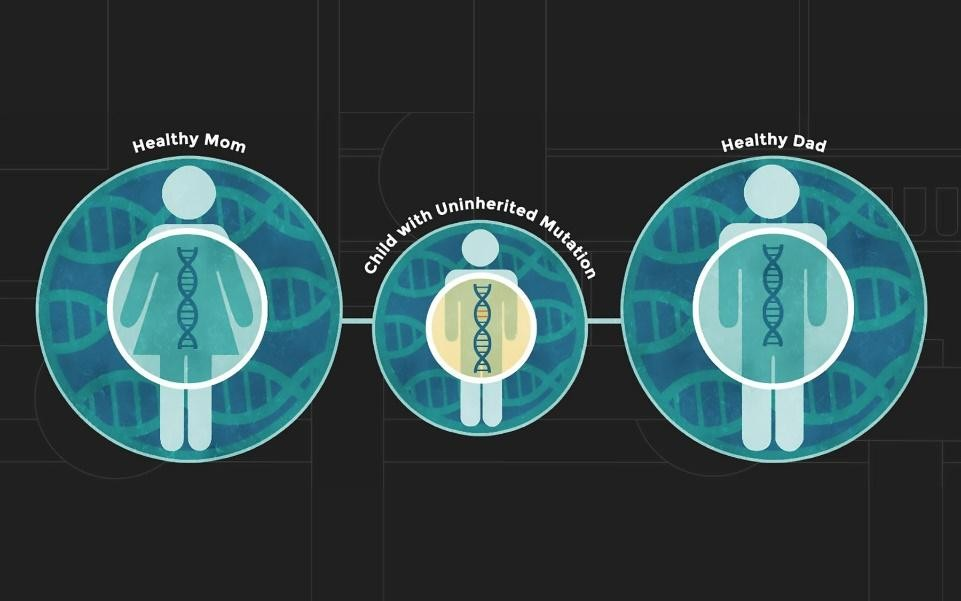 Healthy Mom
Child with Uninherited Mutation
Healthy Dad